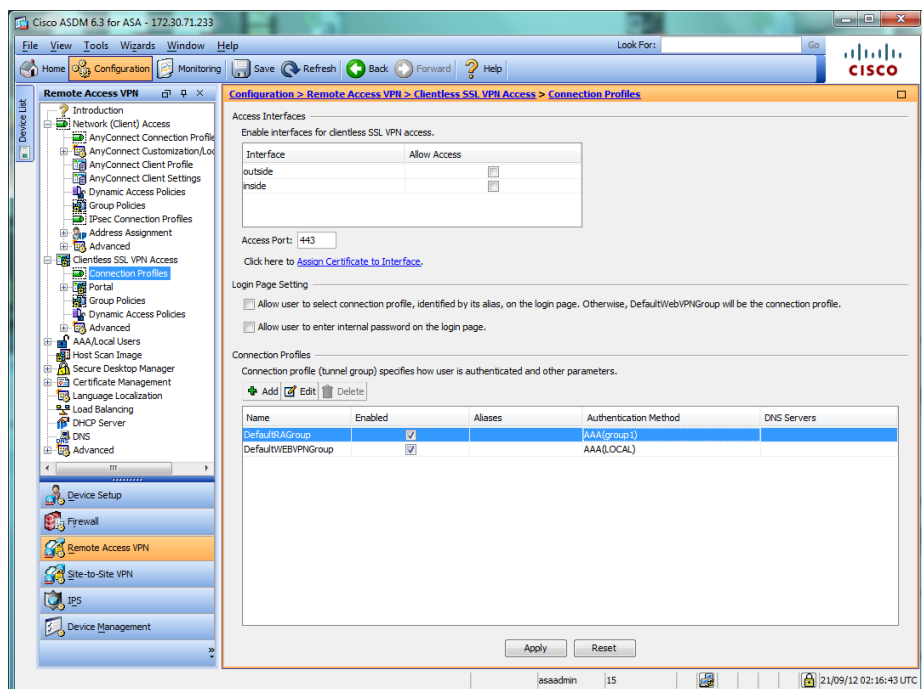 Cisco ASDM 6.3 for ASA - 172.30.71.233
File View Tools Wizards Window Help
Look For:
Go
Home Configuration Monitoring Save Refresh Back Forward Help
CISCO
Device List
Remote Access VPN
Introduction
Network (Client) Access
AnyConnect Connection Profile
AnyConnect Customization/Loc
AnyConnect Client Profile
AnyConnect Client Settings
Dynamic Access Policies
Group Policies
IPsec Connection Profiles
Address Assignment
Advanced
Clientless SSL VPN Access
Connection Profiles
Portal
Group Policies
Dynamic Access Policies
Advanced
AAA/Local Users
Host Scan Image
Secure Desktop Manager
Certificate Management
Language Localization
Load Balancing
DHCP Server
DNS
Advanced
Device Setup
Firewall
Remote Access VPN
Site-to-Site VPN
IPS
Device Management
Configuration > Remote Access VPN > Clientless SSL VPN Access > Connection Profiles
Access Interfaces
Enable interfaces for clientless SSL VPN access.
Interface Allow Access
outside
inside
Access Port: 443
Click here to Assign Certificate to Interface.
Login Page Setting
Allow user to select connection profile, identified by its alias, on the login page. Otherwise, DefaultWebVPNGroup will be the connection profile.
Allow user to enter internal password on the login page.
Connection Profiles
Connection profile (tunnel group) specifies how user is authenticated and other parameters.
Add Edit Delete
Name Enabled Aliases Authentication Method DNS Servers
DefaultRAGroup AAA(group1)
DefaultWEBVPNGroup AAA(LOCAL)
Apply Reset
asaadmin 15 21/09/12 02:16:43 UTC